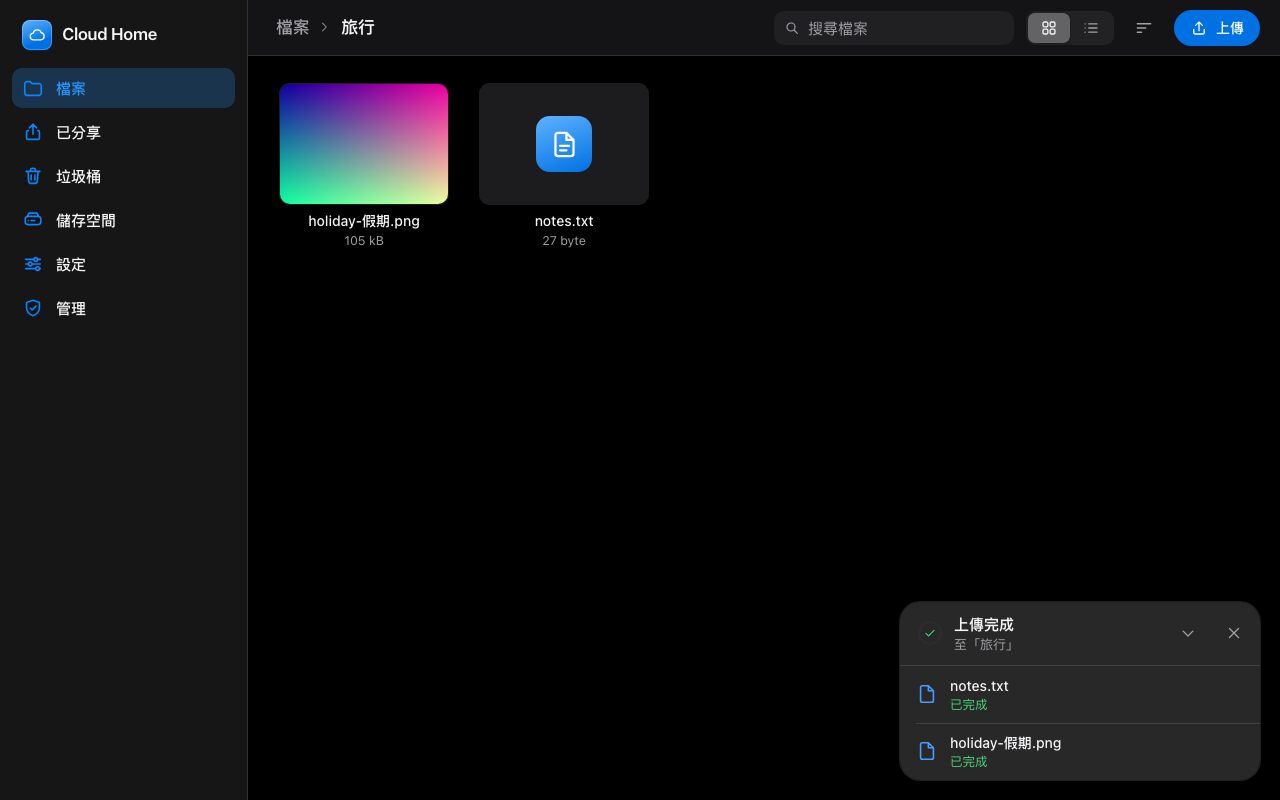 Cloud Home
檔案
已分享
垃圾桶
儲存空間
設定
管理
檔案 > 旅行
搜尋檔案
上傳
holiday-假期.png
105 kB
notes.txt
27 byte
上傳完成
至「旅行」
notes.txt
已完成
holiday-假期.png
已完成